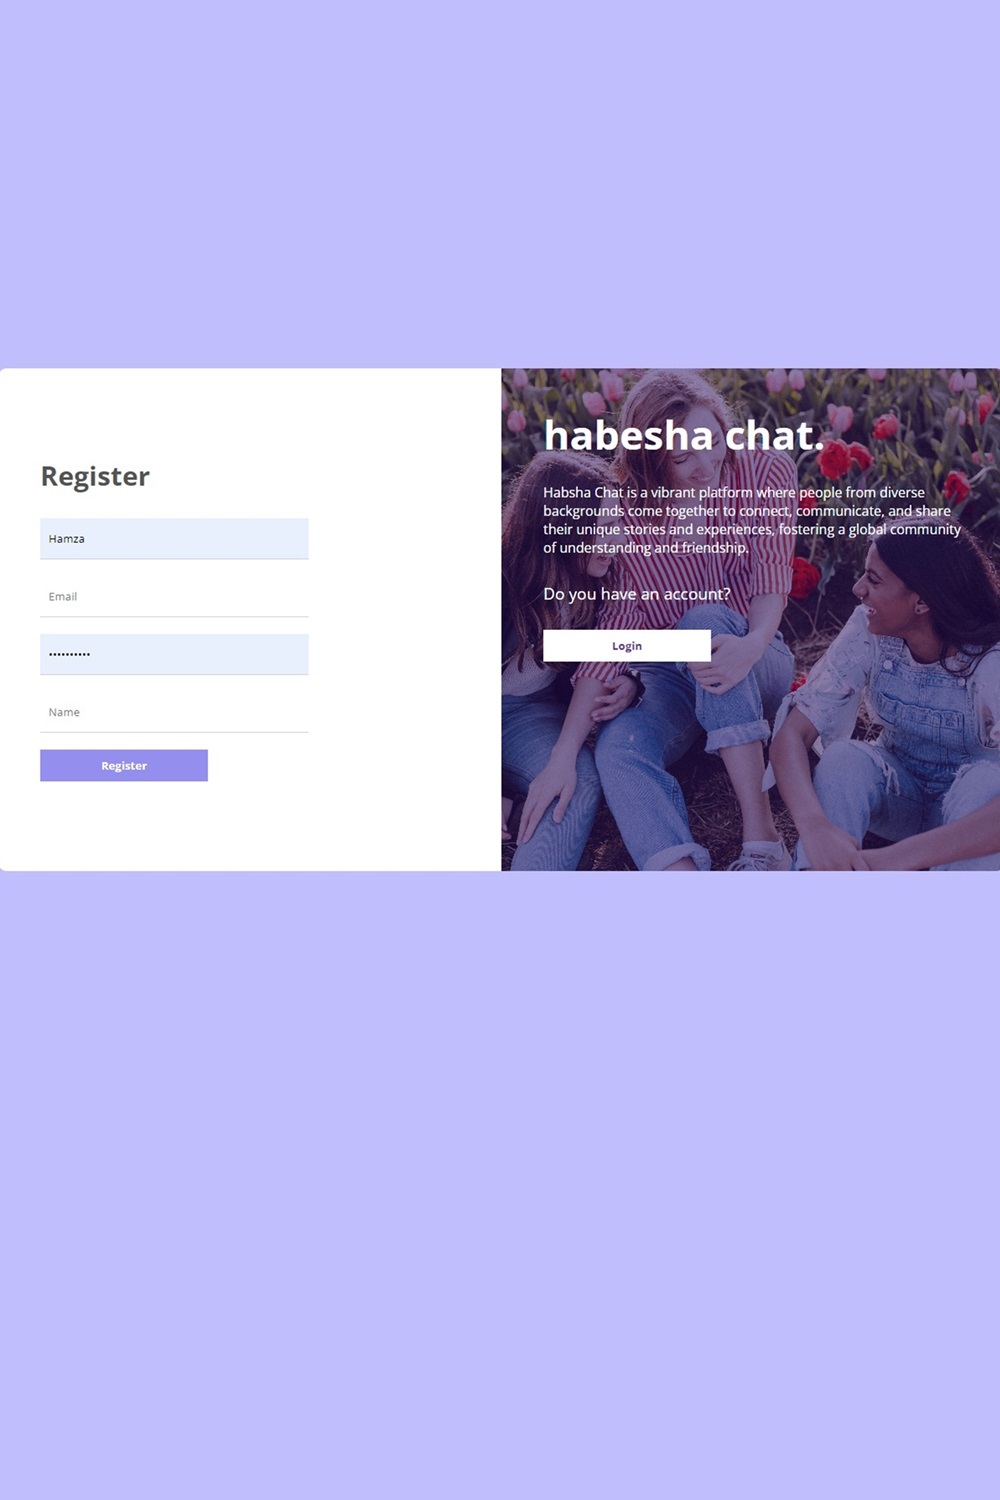 Register
Hamza
Email
••••••••••
Name
Register
habesha chat.
Habsha Chat is a vibrant platform where people from diverse
backgrounds come together to connect, communicate, and share
their unique stories and experiences, fostering a global community
of understanding and friendship.
Do you have an account?
Login